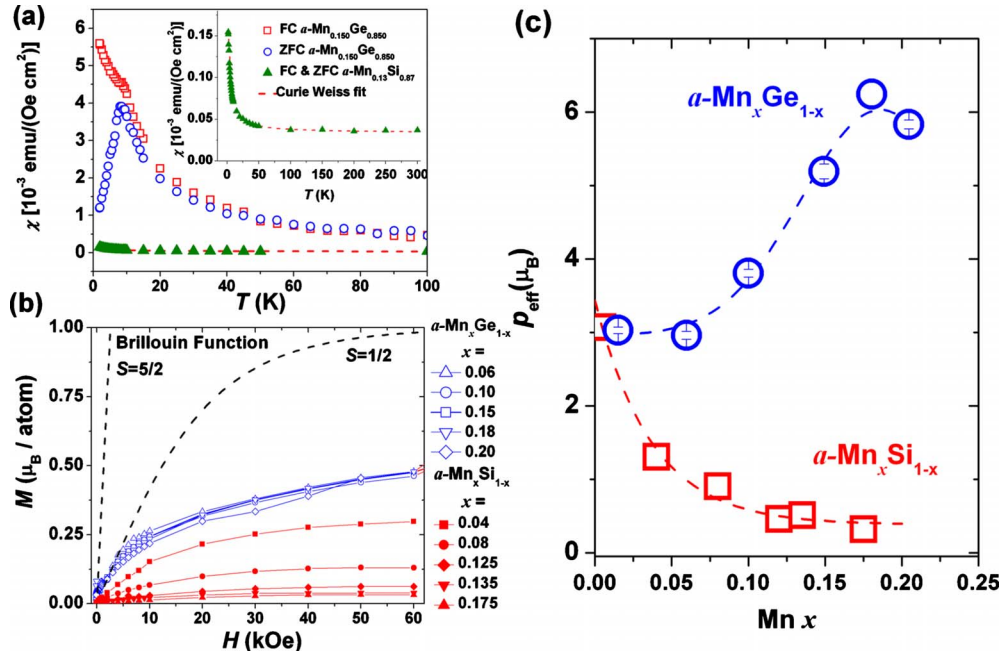 (a)
χ [10⁻³ emu/(Oe cm²)]
6
5
4
3
2
1
0
FC a-Mn₀.₁₅₀Ge₀.₈₅₀
ZFC a-Mn₀.₁₅₀Ge₀.₈₅₀
FC & ZFC a-Mn₀.₁₃Si₀.₈₇
Curie Weiss fit
χ [10⁻³ emu/(Oe cm²)]
0.15
0.10
0.05
0.00
0 50 100 150 200 250 300
T (K)
0 10 20 30 40 50 60 70 80 90 100
T (K)
(b)
M (μB / atom)
1.00
0.75
0.50
0.25
0.00
Brillouin Function
S=5/2
S=1/2
0 10 20 30 40 50 60
H (kOe)
a-MnₓGe₁₋ₓ
x =
0.06
0.10
0.15
0.18
0.20
a-MnₓSi₁₋ₓ
x =
0.04
0.08
0.125
0.135
0.175
c)
peff(μB)
6
4
2
0
a-MnₓGe₁₋ₓ
a-MnₓSi₁₋ₓ
0.00 0.05 0.10 0.15 0.20 0.25
Mn x